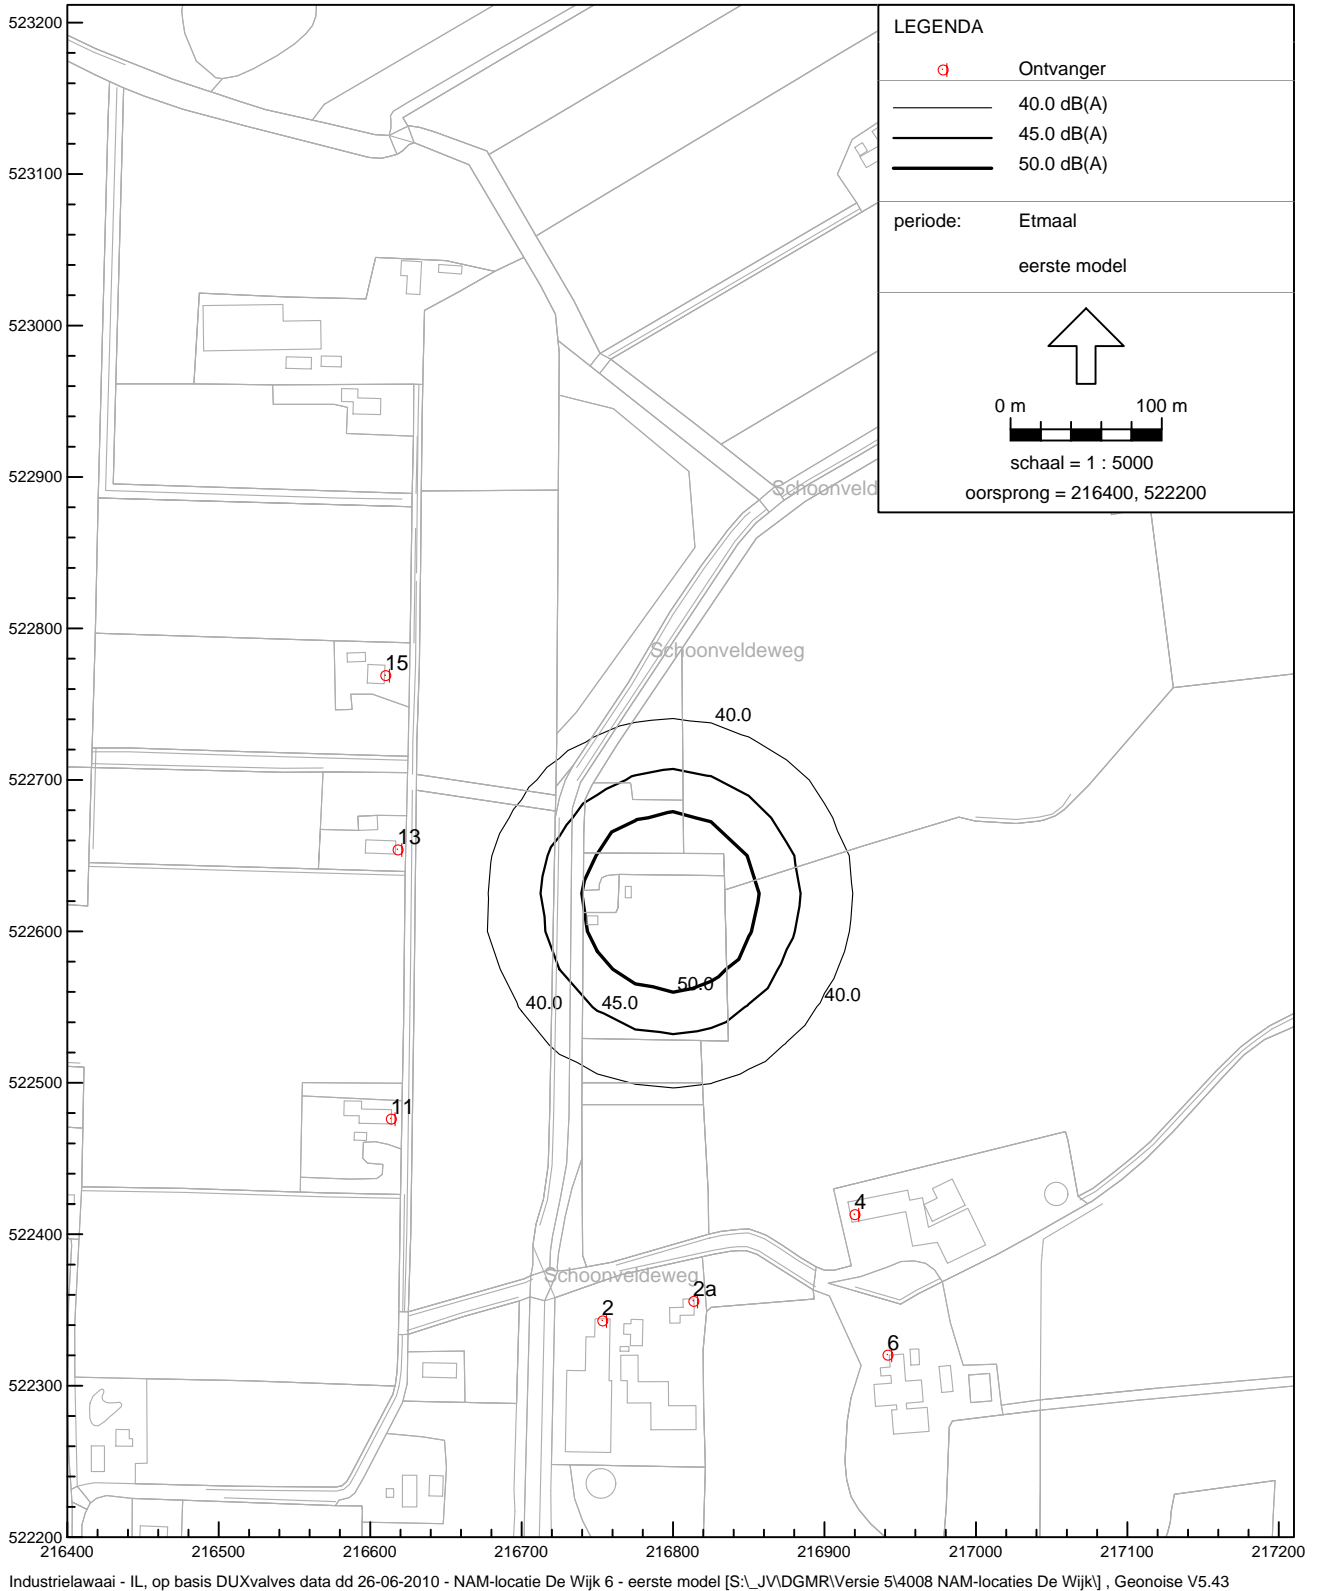 523200
523100
523000
522900
522800
522700
522600
522500
522400
522300
522200
216400 216500 216600 216700 216800 216900 217000 217100 217200
LEGENDA
Ontvanger
40.0 dB(A)
45.0 dB(A)
50.0 dB(A)
periode: Etmaal
eerste model
0 m 100 m
schaal = 1 : 5000
oorsprong = 216400, 522200
Schoonveld
Schoonveldeweg
15
40.0
13
50.0
40.0 45.0 40.0
11
4
Schoonveldeweg
2a
2
6
Industrielawaai - IL, op basis DUXvalves data dd 26-06-2010 - NAM-locatie De Wijk 6 - eerste model [S:\_JV\DGMR\Versie 5\4008 NAM-locaties De Wijk\] , Geonoise V5.43